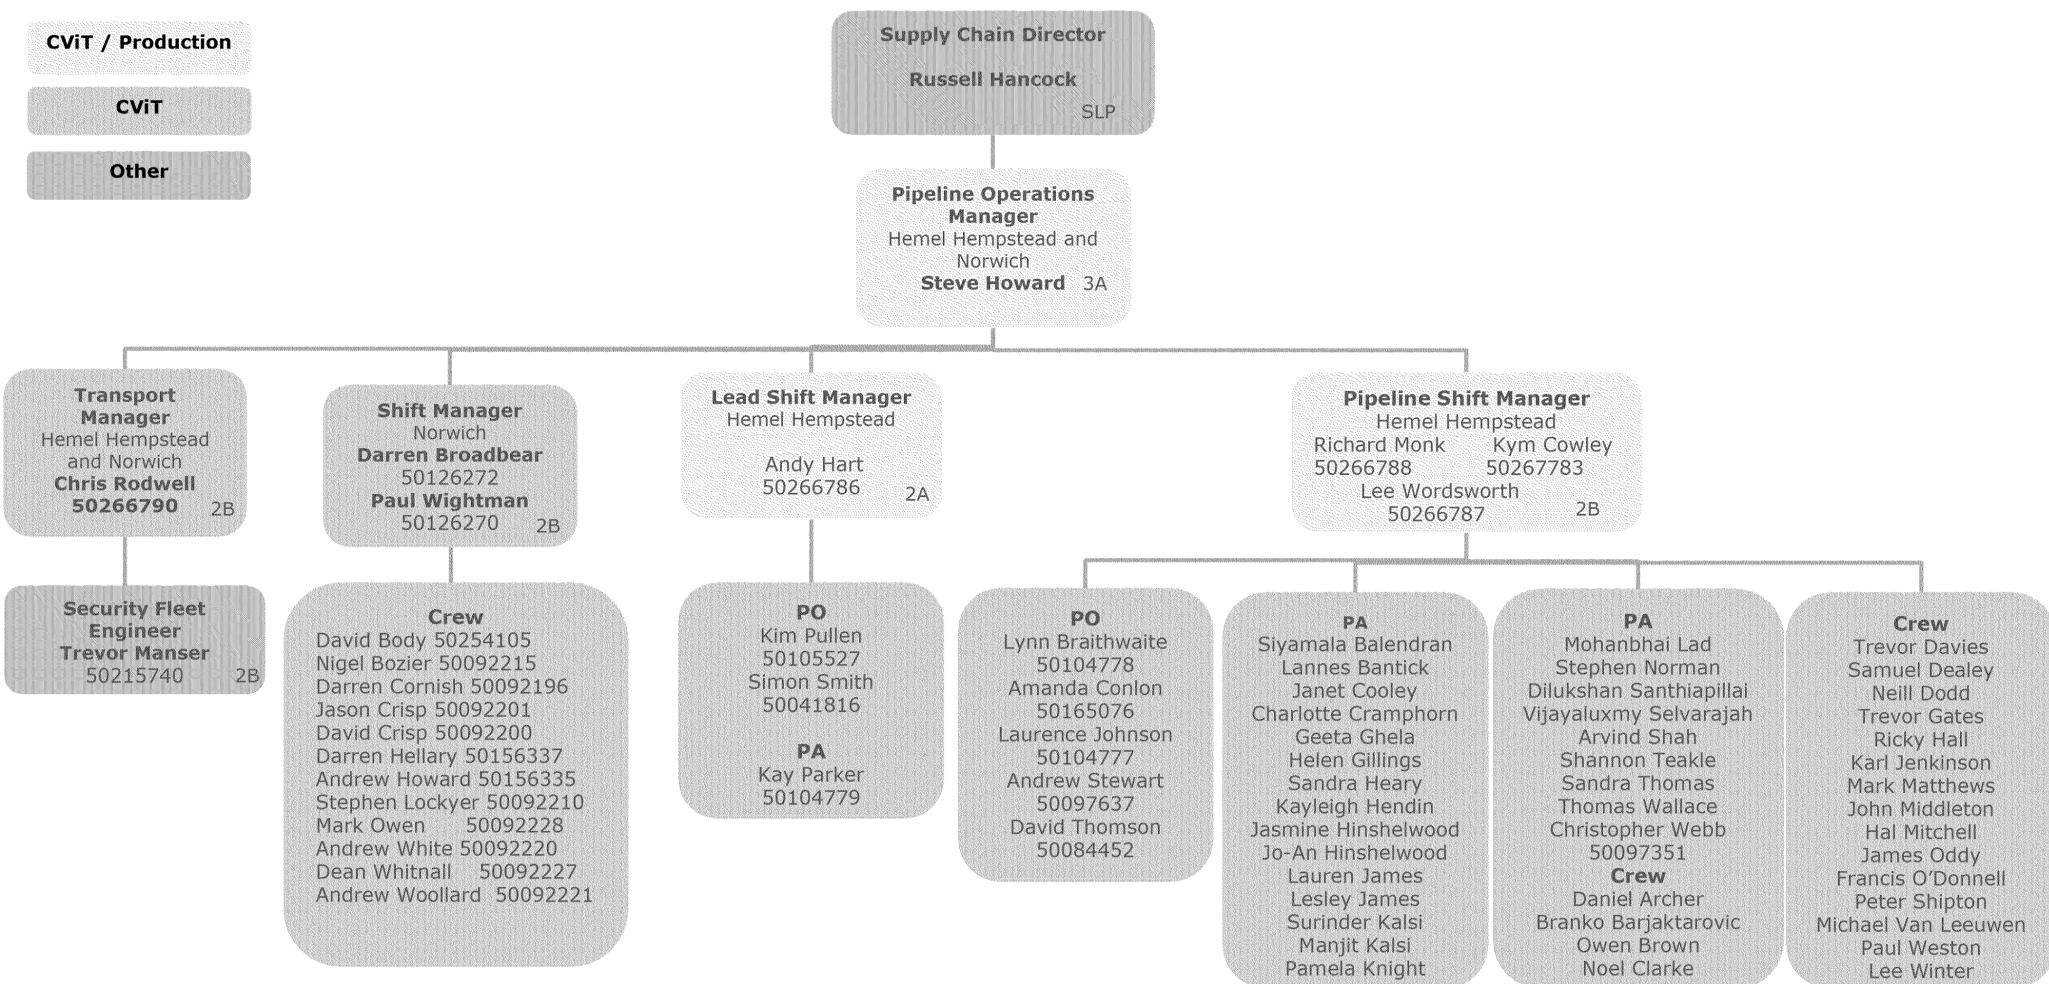 CViT / Production
CViT
Other
Supply Chain Director
Russell Hancock
SLP
Pipeline Operations
Manager
Hemel Hempstead and
Norwich
Steve Howard 3A
Transport
Manager
Hemel Hempstead
and Norwich
Chris Rodwell
50266790 2B
Shift Manager
Norwich
Darren Broadbear
50126272
Paul Wightman
50126270 2B
Lead Shift Manager
Hemel Hempstead
Andy Hart
50266786 2A
Pipeline Shift Manager
Hemel Hempstead
Richard Monk Kym Cowley
50266788 50267783
Lee Wordsworth
50266787 2B
Security Fleet
Engineer
Trevor Manser
50215740 2B
Crew
David Body 50254105
Nigel Bozier 50092215
Darren Cornish 50092196
Jason Crisp 50092201
David Crisp 50092200
Darren Hellary 50156337
Andrew Howard 50156335
Stephen Lockyer 50092210
Mark Owen 50092228
Andrew White 50092220
Dean Whitnall 50092227
Andrew Woollard 50092221
PO
Kim Pullen
50105527
Simon Smith
50041816
PA
Kay Parker
50104779
PO
Lynn Braithwaite
50104778
Amanda Conlon
50165076
Laurence Johnson
50104777
Andrew Stewart
50097637
David Thomson
50084452
PA
Siyamala Balendran
Lannes Bantick
Janet Cooley
Charlotte Cramphorn
Geeta Ghela
Helen Gillings
Sandra Heary
Kayleigh Hendin
Jasmine Hinshelwood
Jo-An Hinshelwood
Lauren James
Lesley James
Surinder Kalsi
Manjit Kalsi
Pamela Knight
PA
Mohanbhai Lad
Stephen Norman
Dilukshan Santhiapillai
Vijayaluxmy Selvarajah
Arvind Shah
Shannon Teakle
Sandra Thomas
Thomas Wallace
Christopher Webb
50097351
Crew
Daniel Archer
Branko Barjaktarovic
Owen Brown
Noel Clarke
Crew
Trevor Davies
Samuel Dealey
Neill Dodd
Trevor Gates
Ricky Hall
Karl Jenkinson
Mark Matthews
John Middleton
Hal Mitchell
James Oddy
Francis O’Donnell
Peter Shipton
Michael Van Leeuwen
Paul Weston
Lee Winter